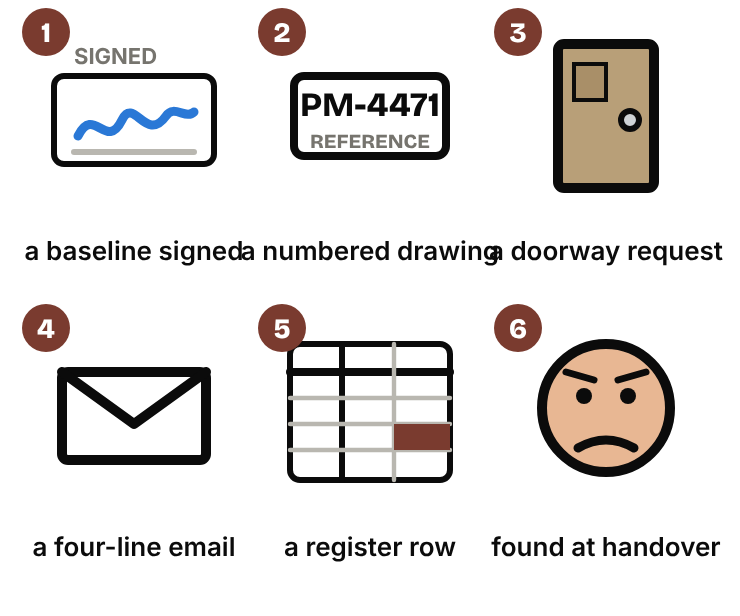 1
SIGNED
a baseline signed
2
PM-4471
REFERENCE
a numbered drawing
3
a doorway request
4
a four-line email
5
a register row
6
found at handover